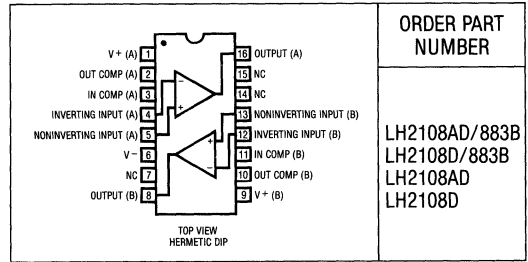 V+ (A) 1
OUT COMP (A) 2
IN COMP (A) 3
INVERTING INPUT (A) 4
NONINVERTING INPUT (A) 5
V− 6
NC 7
OUTPUT (B) 8
16 OUTPUT (A)
15 NC
14 NC
13 NONINVERTING INPUT (B)
12 INVERTING INPUT (B)
11 IN COMP (B)
10 OUT COMP (B)
9 V+ (B)
−
+
+
−
TOP VIEW
HERMETIC DIP
ORDER PART
NUMBER
LH2108AD/883B
LH2108D/883B
LH2108AD
LH2108D